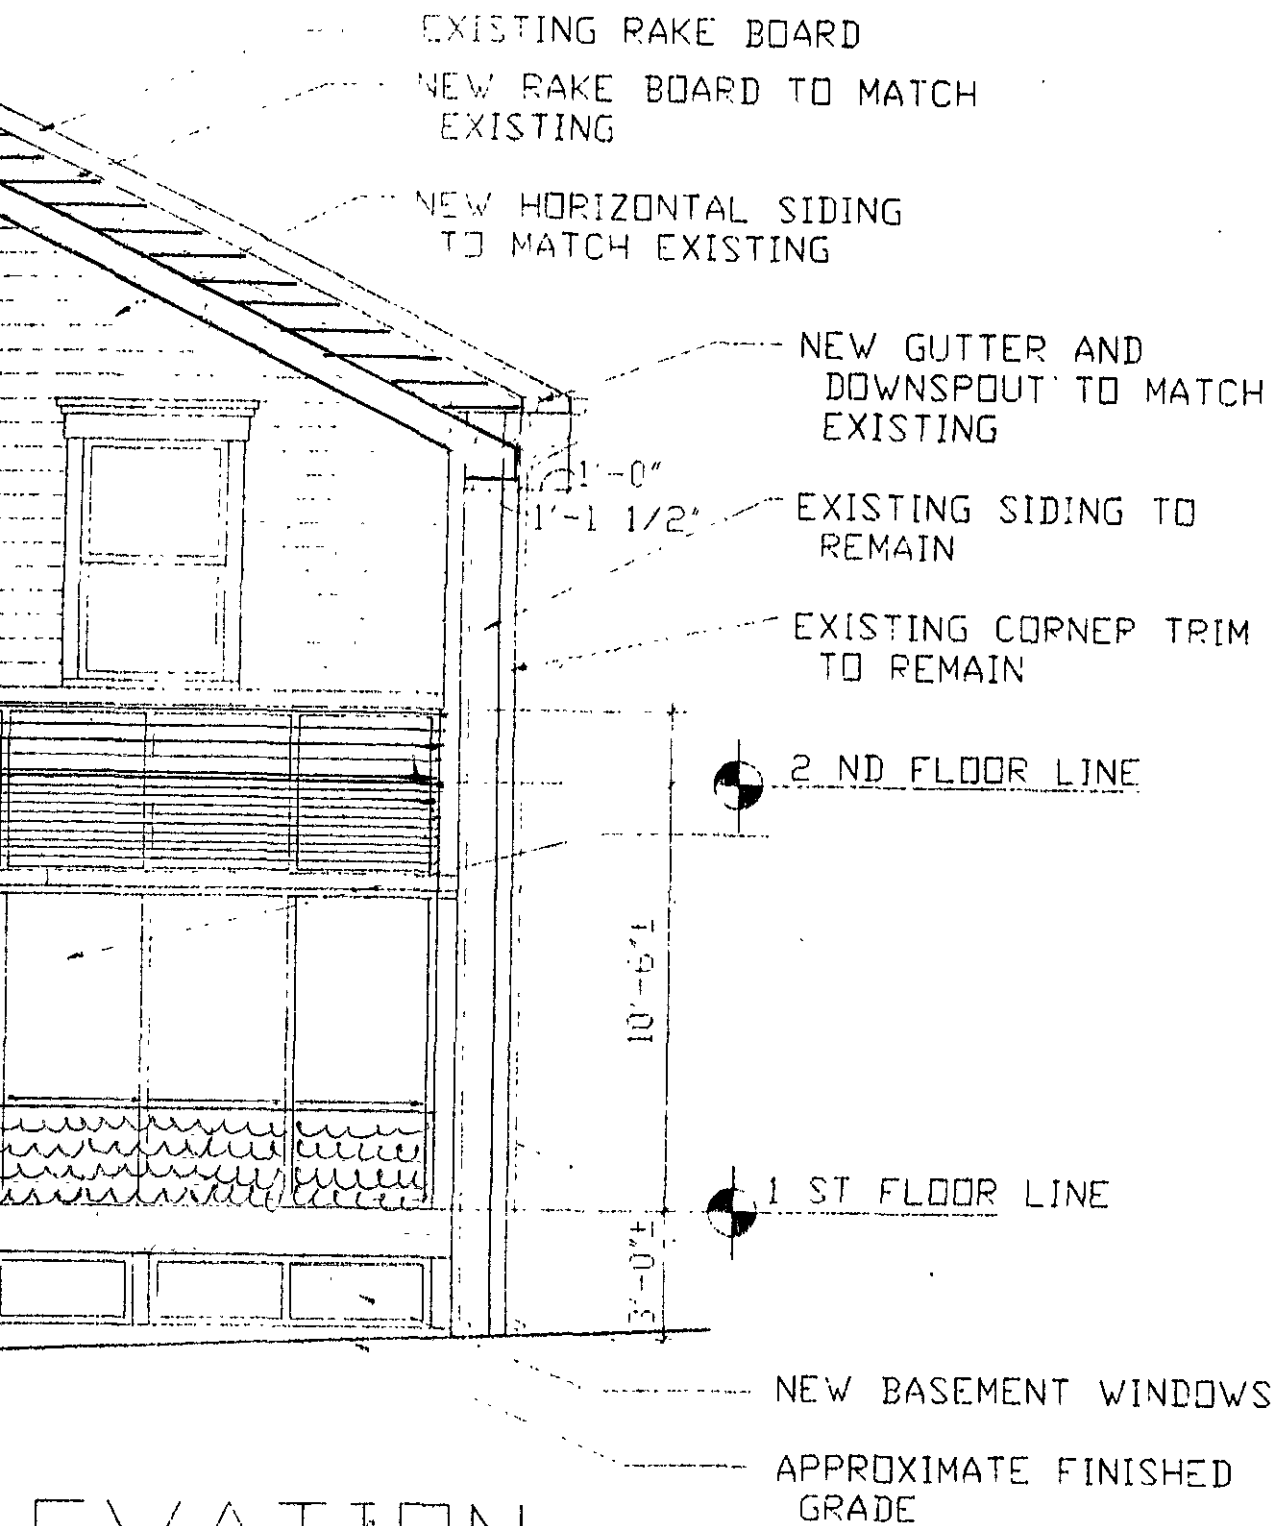 EXISTING RAKE BOARD
NEW RAKE BOARD TO MATCH
EXISTING
NEW HORIZONTAL SIDING
TO MATCH EXISTING
NEW GUTTER AND
DOWNSPOUT TO MATCH
EXISTING
1'-0"
1'-1 1/2"
EXISTING SIDING TO
REMAIN
EXISTING CORNER TRIM
TO REMAIN
2 ND FLOOR LINE
10'-6"±
1 ST FLOOR LINE
3'-0"±
NEW BASEMENT WINDOWS
APPROXIMATE FINISHED
GRADE
EVATION